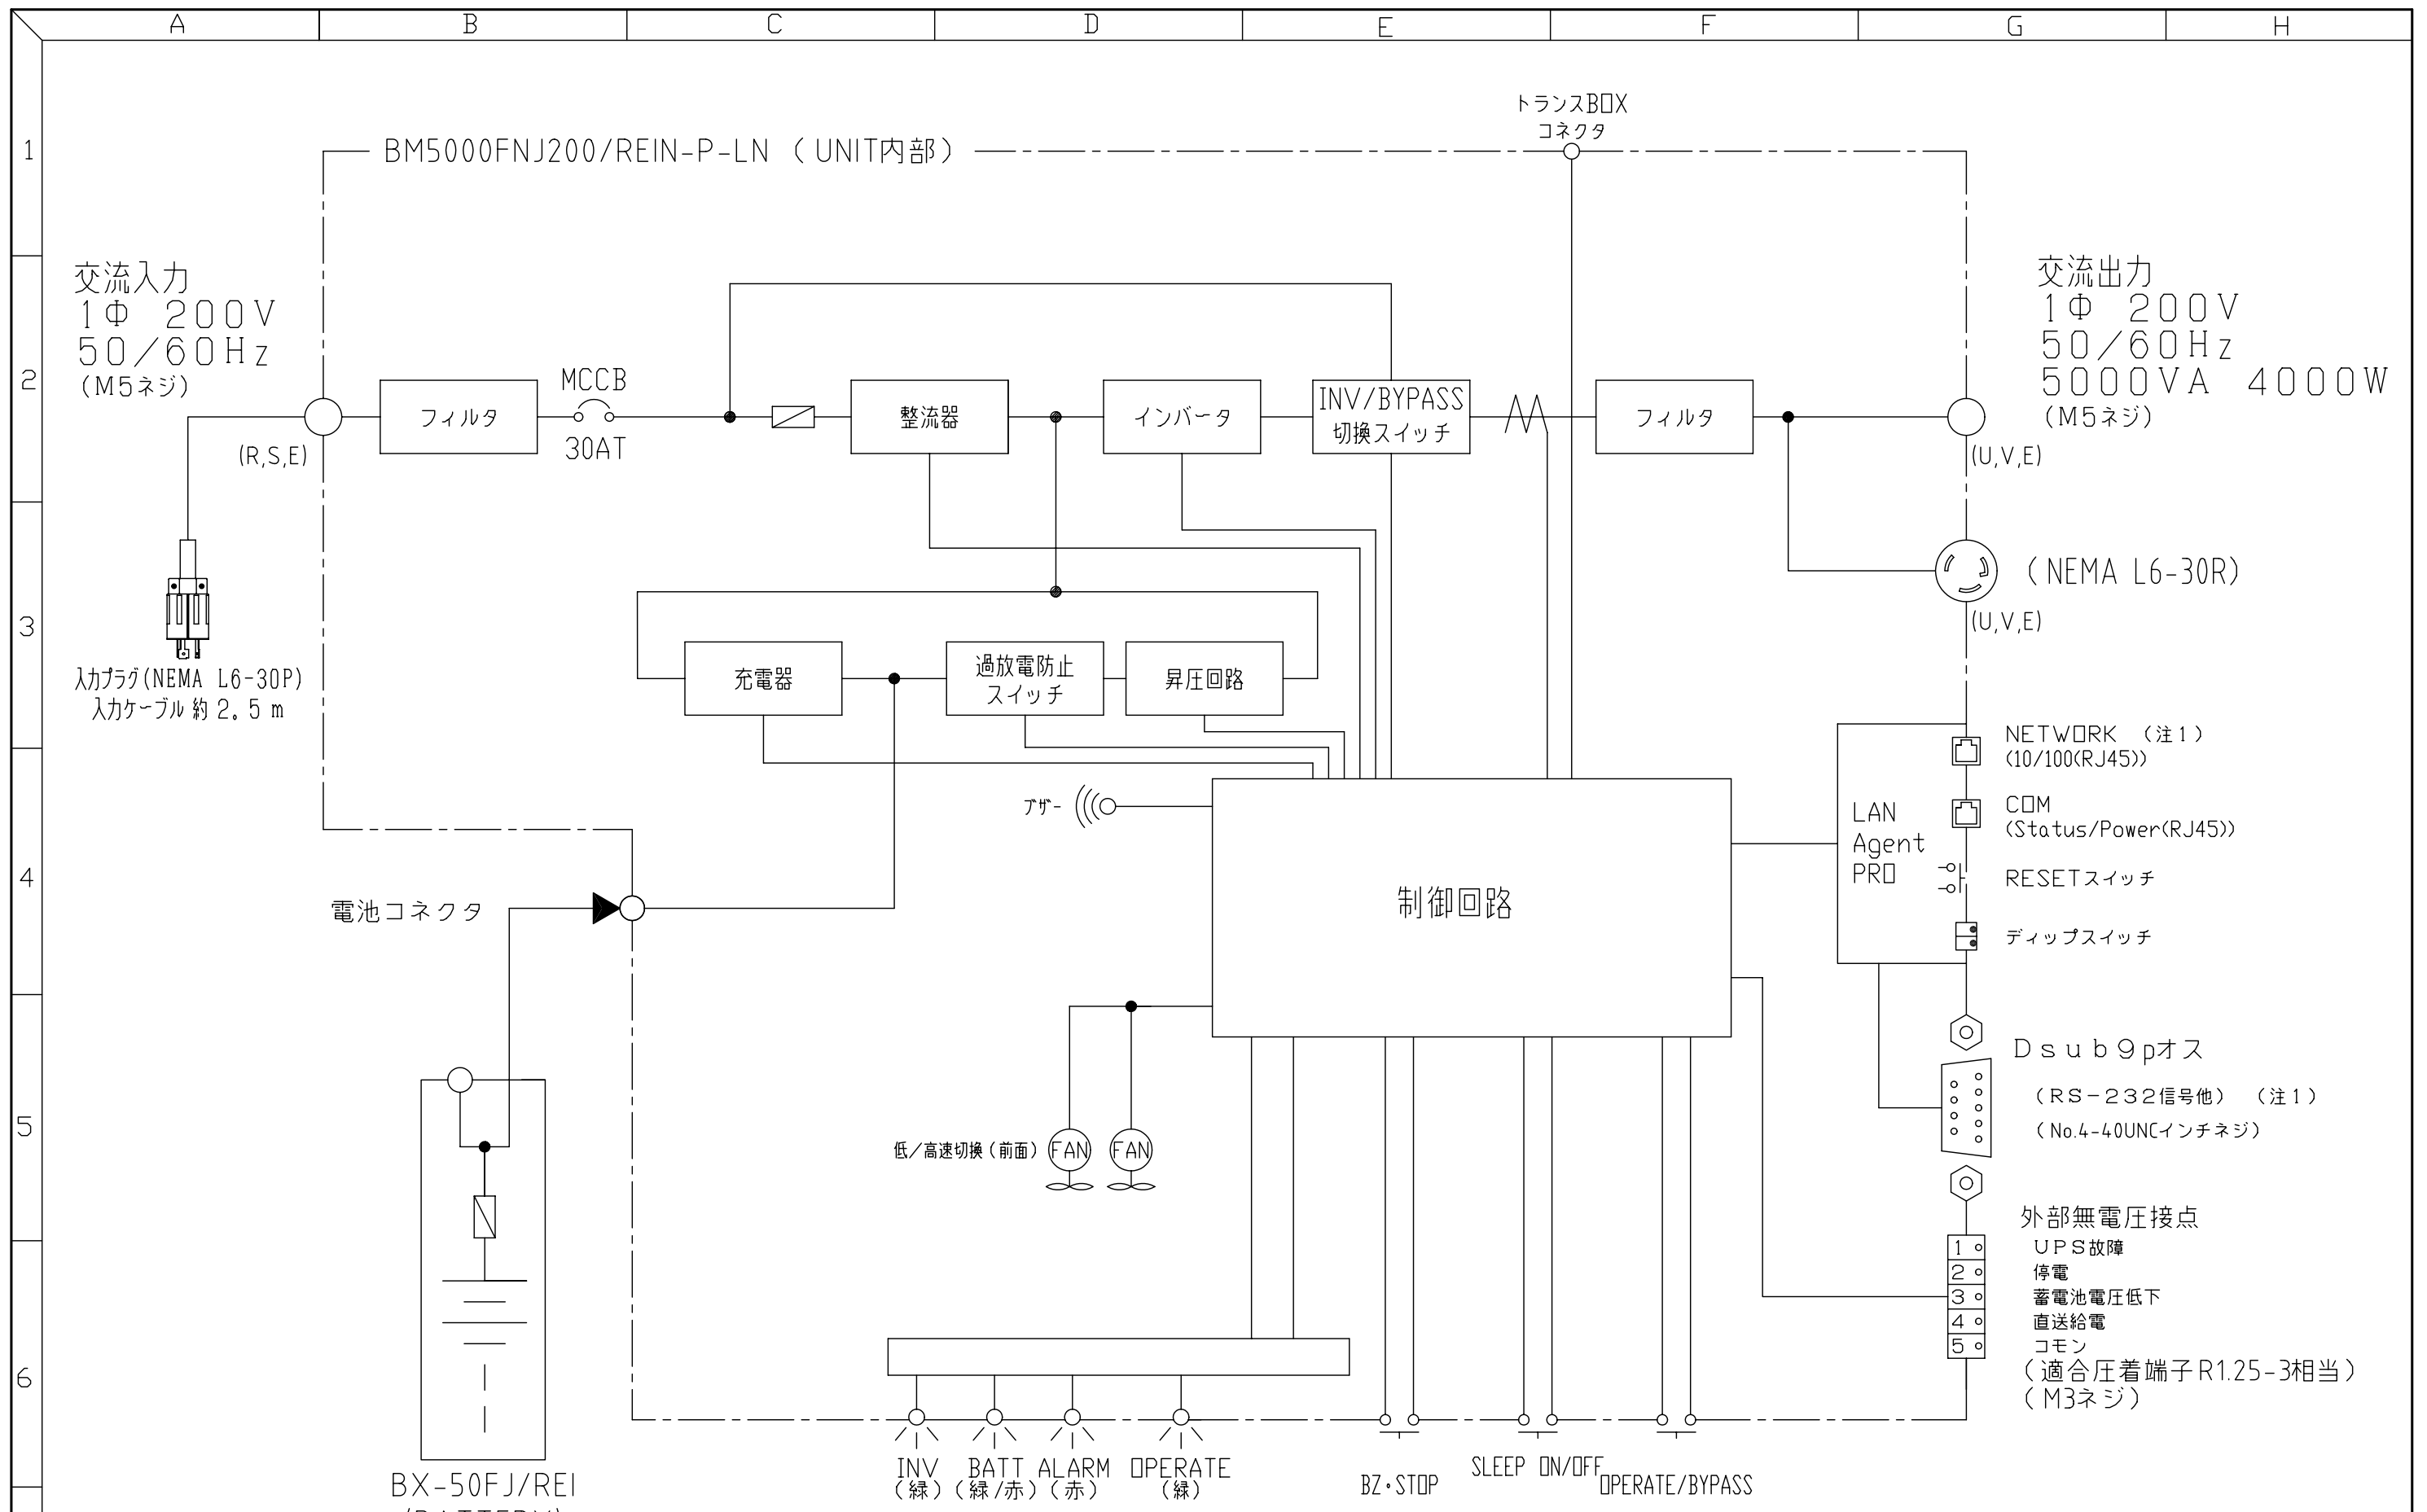 A B C D E F G H
1
2
3
4
5
6
トランスBOX
コネクタ
BM5000FNJ200/REIN-P-LN （UNIT内部）
交流入力
1Φ 200V
50/60Hz
(M5ネジ)
(R,S,E)
フィルタ
MCCB
30AT
整流器
インバータ
INV/BYPASS
切換スイッチ
フィルタ
交流出力
1Φ 200V
50/60Hz
5000VA 4000W
(M5ネジ)
(U,V,E)
(NEMA L6-30R)
(U,V,E)
入力プラグ(NEMA L6-30P)
入力ケーブル 約 2.5 m
充電器
過放電防止
スイッチ
昇圧回路
ブザー
制御回路
LAN
Agent
PRO
NETWORK （注1）
(10/100(RJ45))
COM
(Status/Power(RJ45))
RESETスイッチ
ディップスイッチ
電池コネクタ
Dsub9pオス
（RS-232信号他） （注1）
（No.4-40UNCインチネジ）
低／高速切換（前面）
FAN
FAN
外部無電圧接点
1 UPS故障
2 停電
3 蓄電池電圧低下
4 直送給電
5 コモン
（適合圧着端子R1.25-3相当）
（M3ネジ）
INV
（緑）
BATT
（緑/赤）
ALARM
（赤）
OPERATE
（緑）
BZ・STOP
SLEEP ON/OFF
OPERATE/BYPASS
BX-50FJ/REI